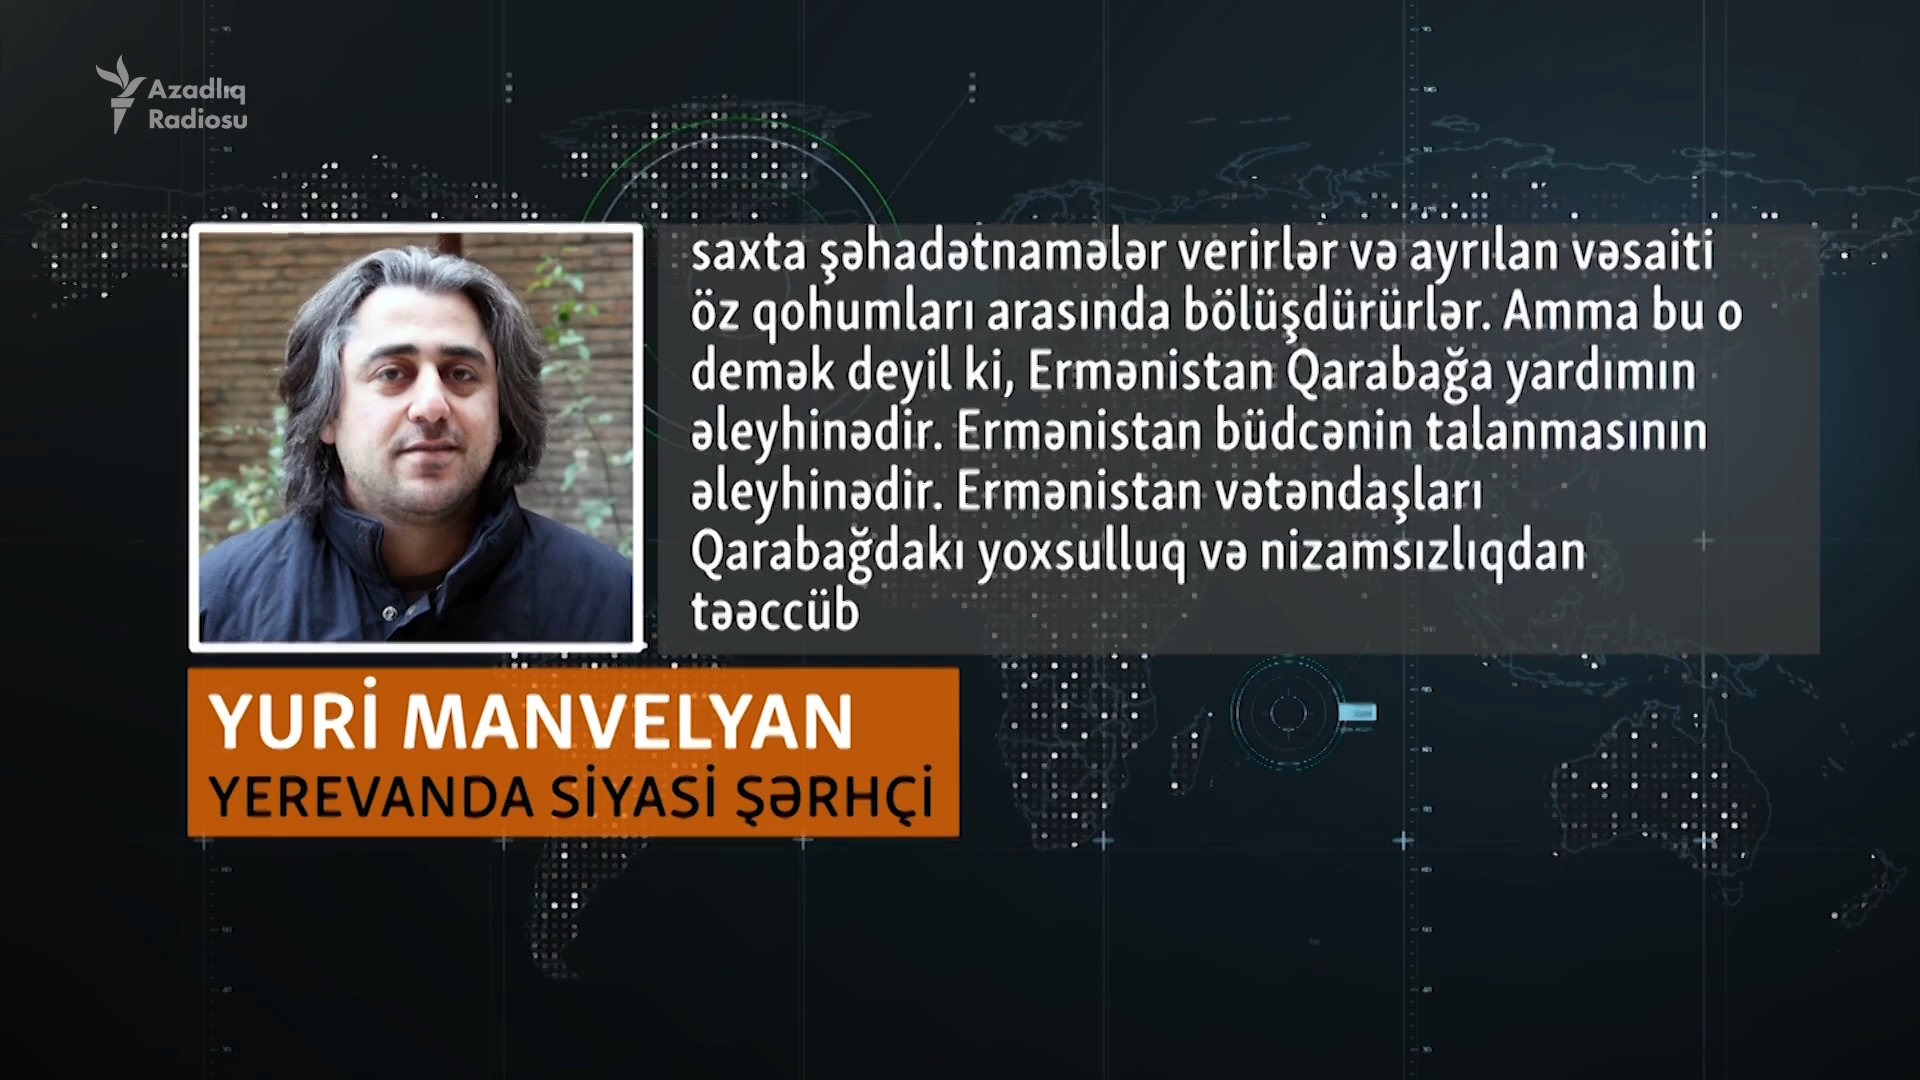 Azadlıq
Radiosu
saxta şəhadətnamələr verirlər və ayrılan vəsaiti
öz qohumları arasında bölüşdürürlər. Amma bu o
demək deyil ki, Ermənistan Qarabağa yardımın
əleyhinədir. Ermənistan büdcənin talanmasının
əleyhinədir. Ermənistan vətəndaşları
Qarabağdakı yoxsulluq və nizamsızlıqdan
təəccüb
YURİ MANVELYAN
YEREVANDA SİYASİ ŞƏRHÇİ